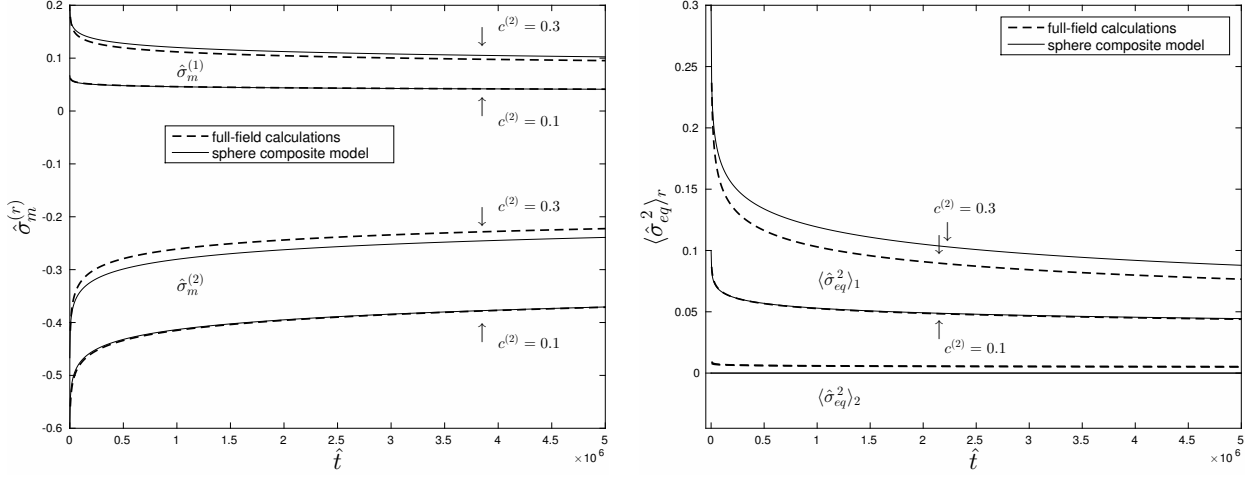 0.2
0.1
0
-0.1
-0.2
-0.3
-0.4
-0.5
-0.6
σ̂_m^{(r)}
c^{(2)} = 0.3
σ̂_m^{(1)}
c^{(2)} = 0.1
full-field calculations
sphere composite model
c^{(2)} = 0.3
σ̂_m^{(2)}
c^{(2)} = 0.1
0 0.5 1 1.5 2 2.5 3 3.5 4 4.5 5
×10^6
t̂
0.3
0.25
0.2
0.15
0.1
0.05
0
⟨σ̂_{eq}^2⟩_r
full-field calculations
sphere composite model
c^{(2)} = 0.3
⟨σ̂_{eq}^2⟩_1
c^{(2)} = 0.1
⟨σ̂_{eq}^2⟩_2
0 0.5 1 1.5 2 2.5 3 3.5 4 4.5 5
×10^6
t̂